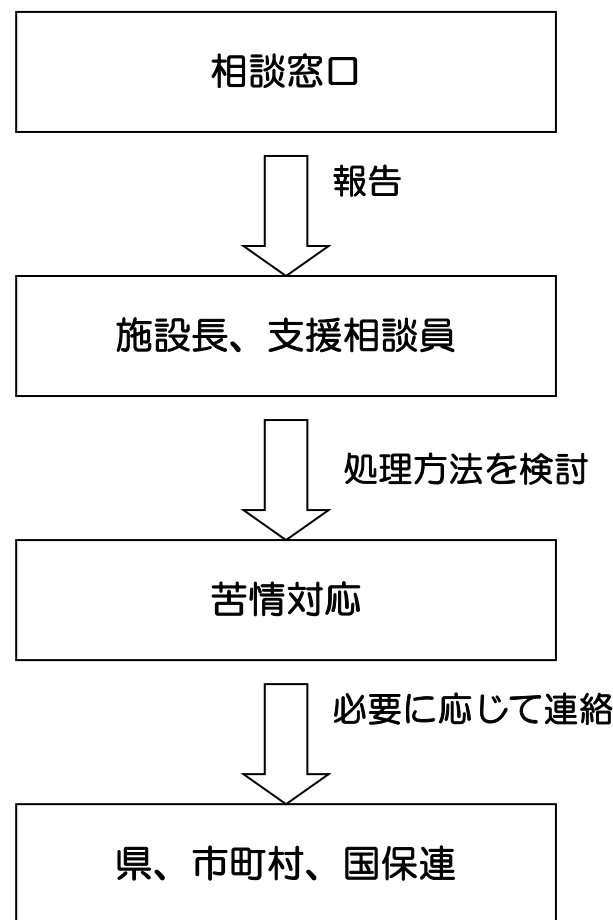 相談窓口
報告
施設長、支援相談員
処理方法を検討
苦情対応
必要に応じて連絡
県、市町村、国保連